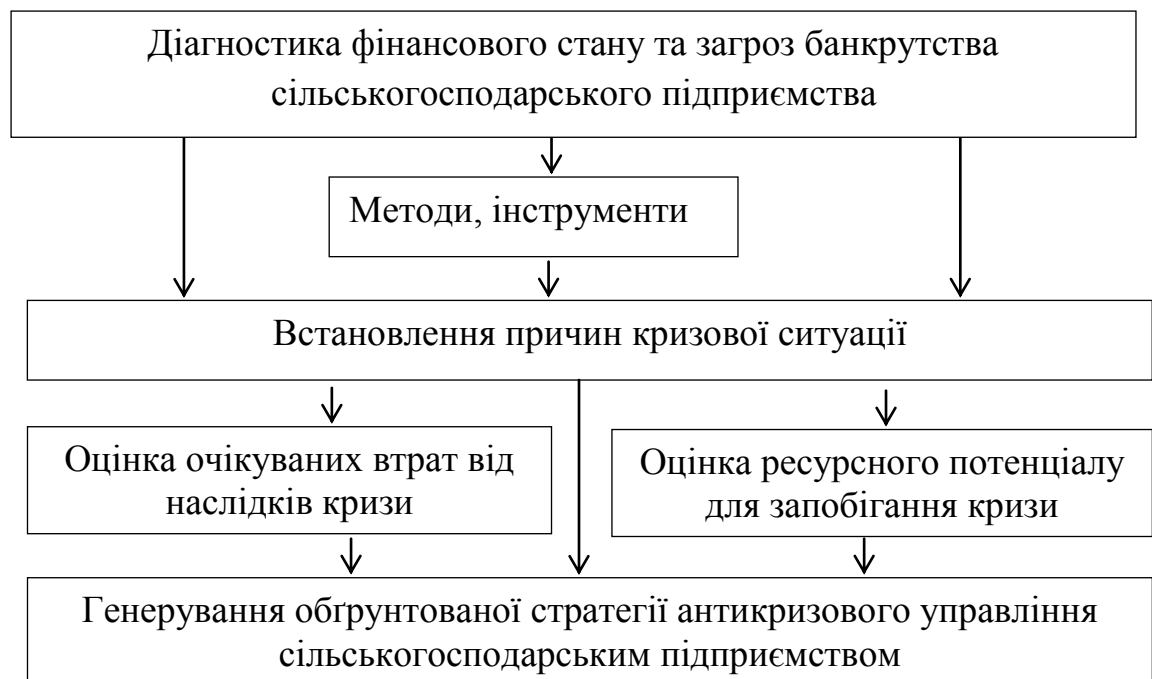 Діагностика фінансового стану та загроз банкрутства
сільськогосподарського підприємства
Методи, інструменти
Встановлення причин кризової ситуації
Оцінка очікуваних втрат від
наслідків кризи
Оцінка ресурсного потенціалу
для запобігання кризи
Генерування обґрунтованої стратегії антикризового управління
сільськогосподарським підприємством